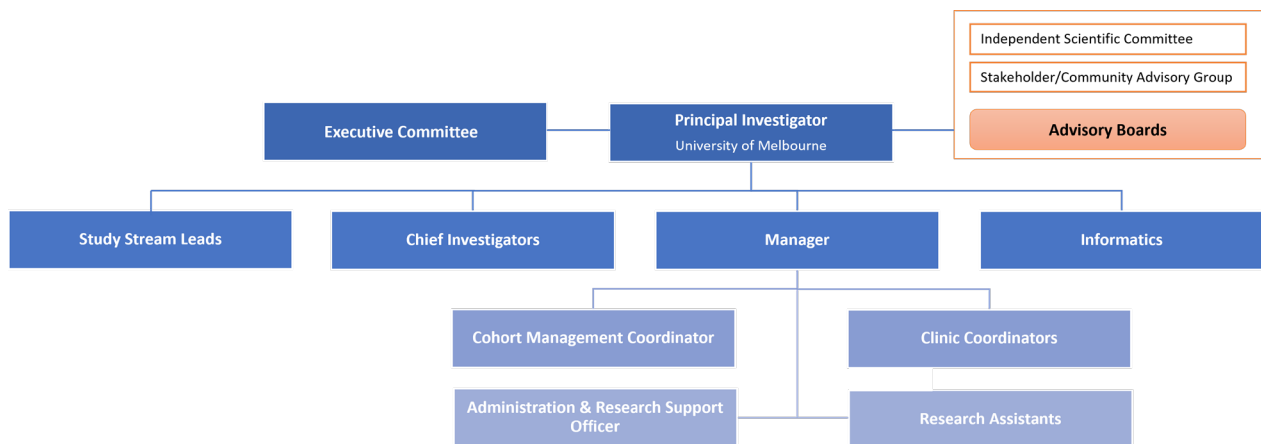 Independent Scientific Committee
Stakeholder/Community Advisory Group
Advisory Boards
Executive Committee
Principal Investigator
University of Melbourne
Study Stream Leads
Chief Investigators
Manager
Informatics
Cohort Management Coordinator
Clinic Coordinators
Administration & Research Support
Officer
Research Assistants